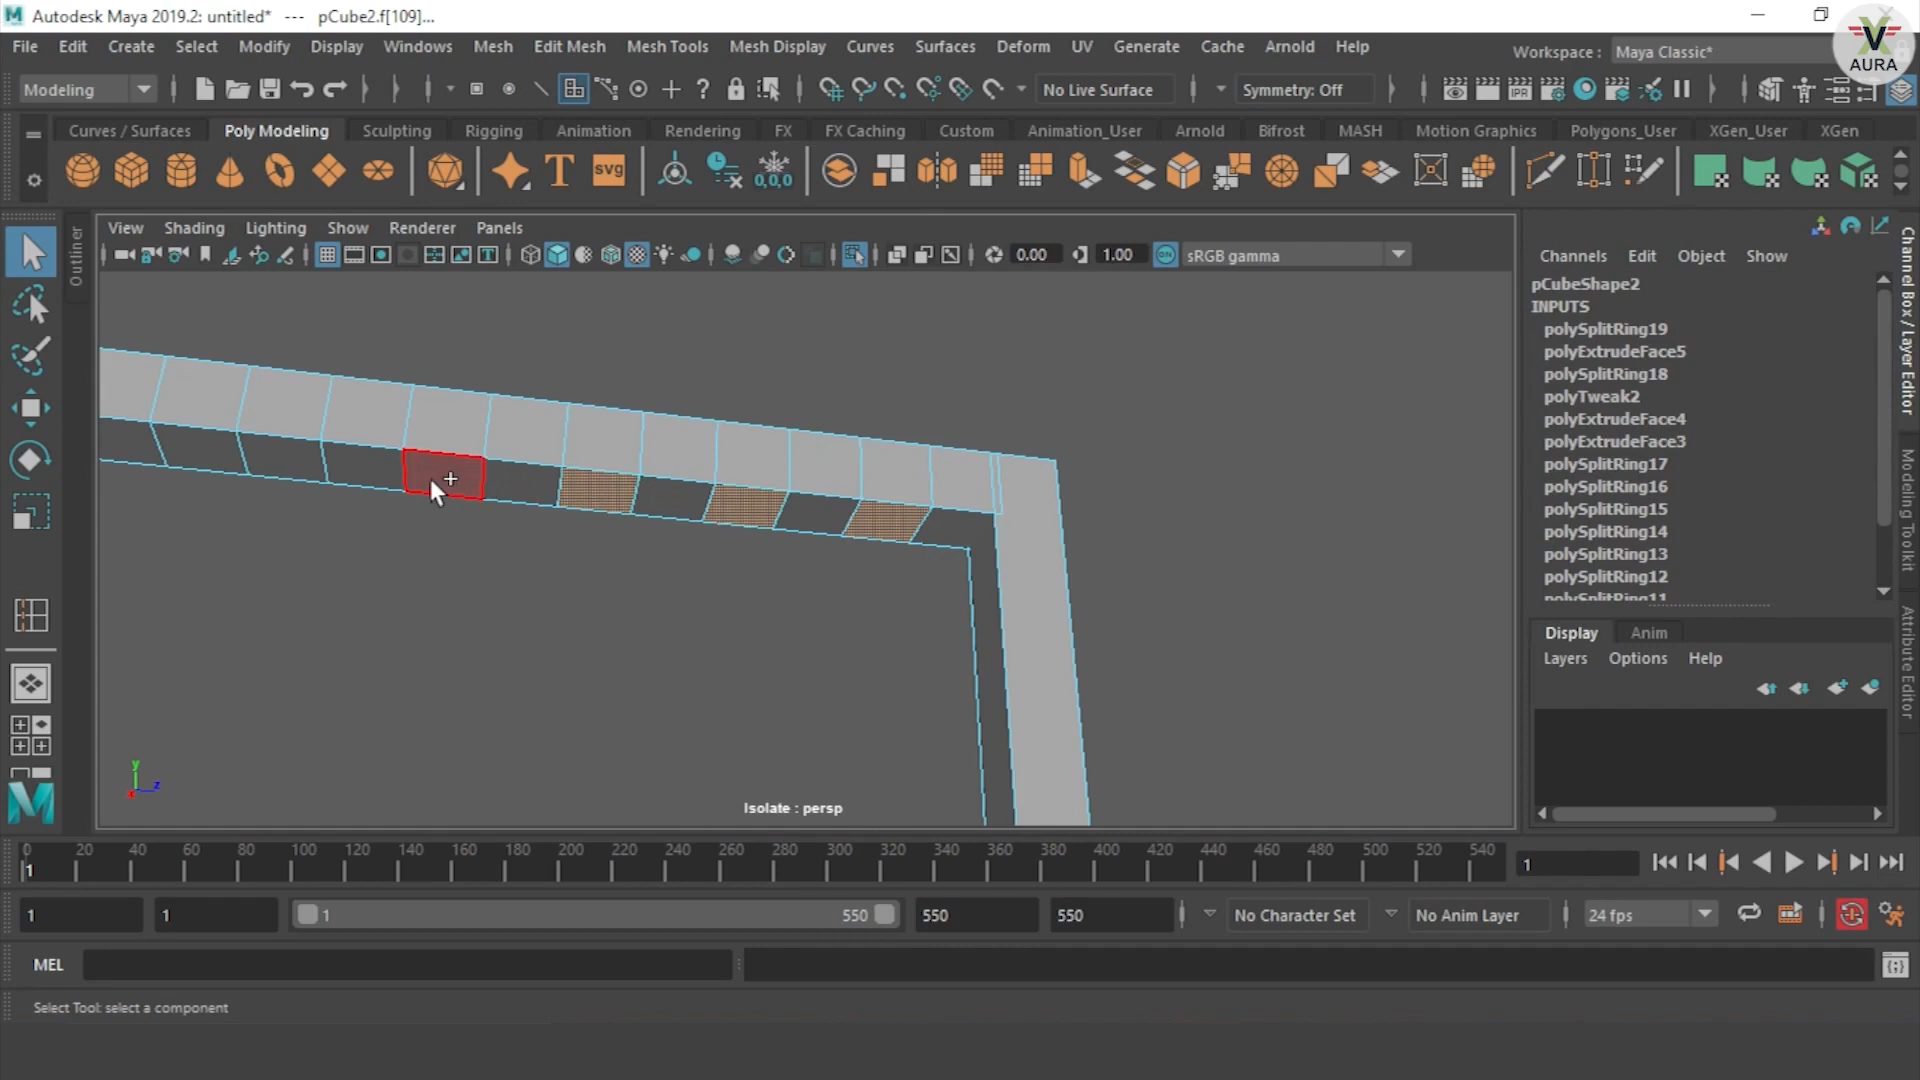 Autodesk Maya 2019.2: untitled* --- pCube2.f[109]...
File Edit Create Select Modify Display Windows Mesh Edit Mesh Mesh Tools Mesh Display Curves Surfaces Deform UV Generate Cache Arnold Help
Workspace : Maya Classic*
AURA
Modeling
No Live Surface
Symmetry: Off
IPR
Curves / Surfaces Poly Modeling Sculpting Rigging Animation Rendering FX FX Caching Custom Animation_User Arnold Bifrost MASH Motion Graphics Polygons_User XGen_User XGen
T
SVG
0,0,0
Outliner
View Shading Lighting Show Renderer Panels
0.00 1.00 ON sRGB gamma
Channels Edit Object Show
pCubeShape2
INPUTS
polySplitRing19
polyExtrudeFace5
polySplitRing18
polyTweak2
polyExtrudeFace4
polyExtrudeFace3
polySplitRing17
polySplitRing16
polySplitRing15
polySplitRing14
polySplitRing13
polySplitRing12
polySplitRing11
Channel Box / Layer Editor
Modeling Toolkit
Attribute Editor
Display Anim
Layers Options Help
y
z
x
Isolate : persp
0 20 40 60 80 100 120 140 160 180 200 220 240 260 280 300 320 340 360 380 400 420 440 460 480 500 520 540
1
1
1 1 1 550 550 550 No Character Set No Anim Layer 24 fps
MEL
Select Tool: select a component